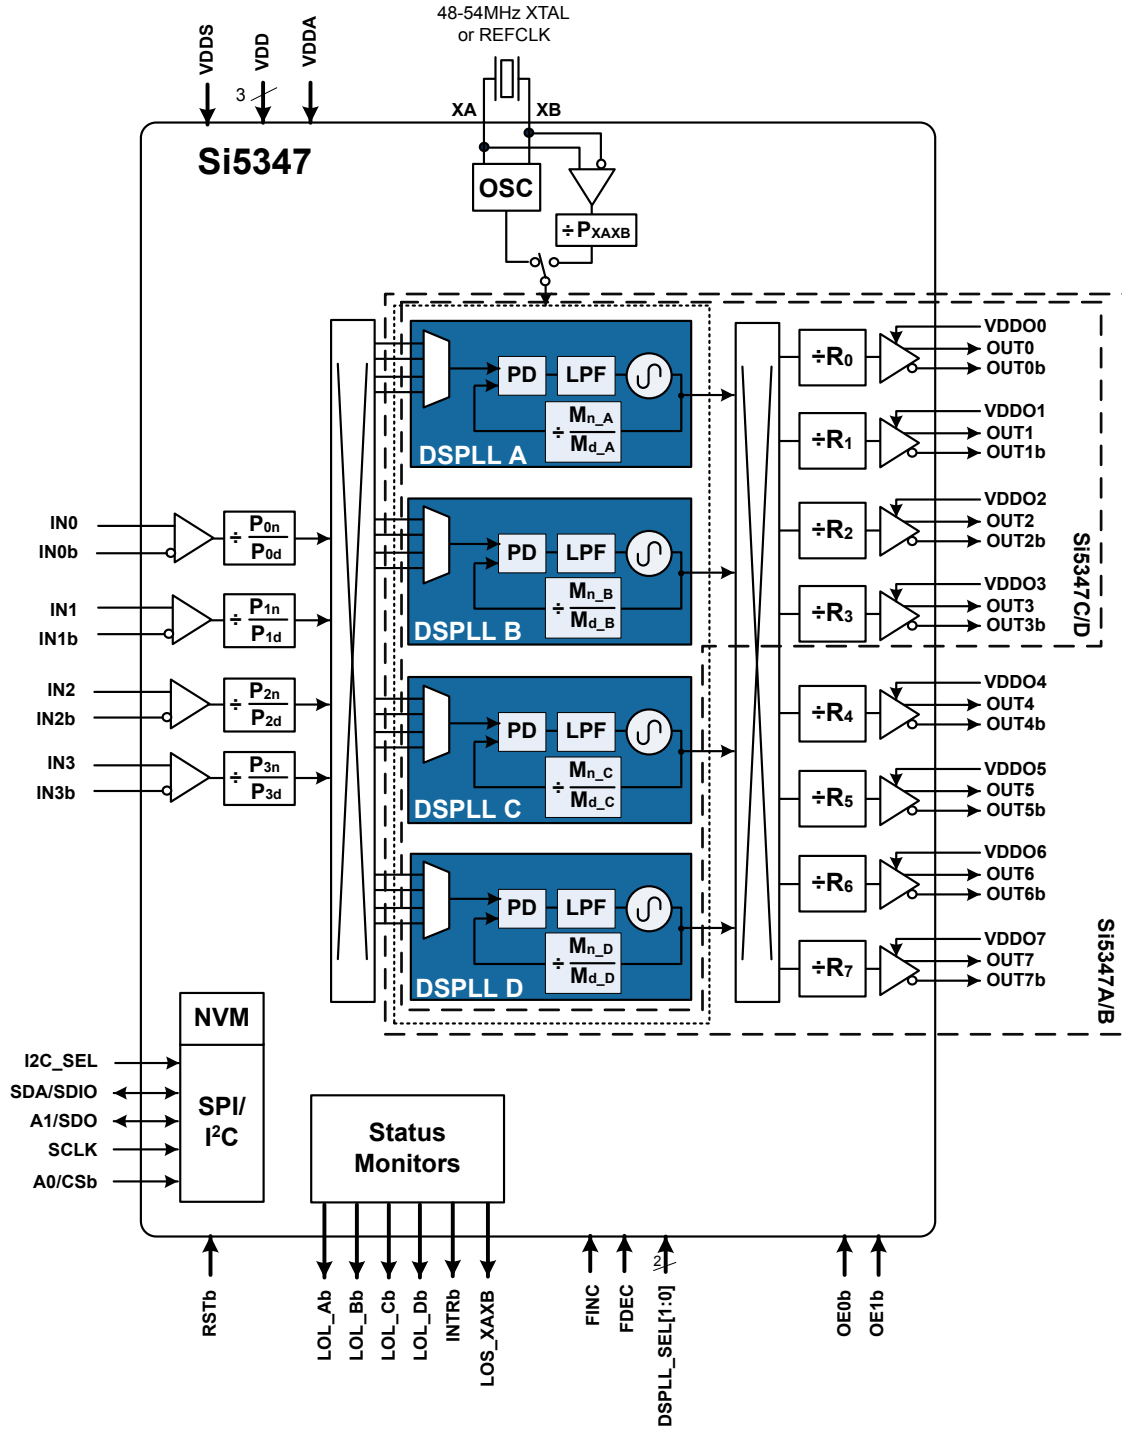 48-54MHz XTAL
or REFCLK
VDDS
VDD
VDDA
3
XA
XB
Si5347
OSC
÷PXAXB
DSPLL A
PD
LPF
÷ Mn_A
Md_A
DSPLL B
PD
LPF
÷ Mn_B
Md_B
DSPLL C
PD
LPF
÷ Mn_C
Md_C
DSPLL D
PD
LPF
÷ Mn_D
Md_D
IN0
IN0b
÷ P0n
P0d
IN1
IN1b
÷ P1n
P1d
IN2
IN2b
÷ P2n
P2d
IN3
IN3b
÷ P3n
P3d
÷R0
VDDO0
OUT0
OUT0b
÷R1
VDDO1
OUT1
OUT1b
÷R2
VDDO2
OUT2
OUT2b
÷R3
VDDO3
OUT3
OUT3b
÷R4
VDDO4
OUT4
OUT4b
÷R5
VDDO5
OUT5
OUT5b
÷R6
VDDO6
OUT6
OUT6b
÷R7
VDDO7
OUT7
OUT7b
Si5347C/D
Si5347A/B
NVM
SPI/
I²C
I2C_SEL
SDA/SDIO
A1/SDO
SCLK
A0/CSb
Status
Monitors
RSTb
LOL_Ab
LOL_Bb
LOL_Cb
LOL_Db
INTRb
LOS_XAXB
FINC
FDEC
2
DSPLL_SEL[1:0]
OE0b
OE1b